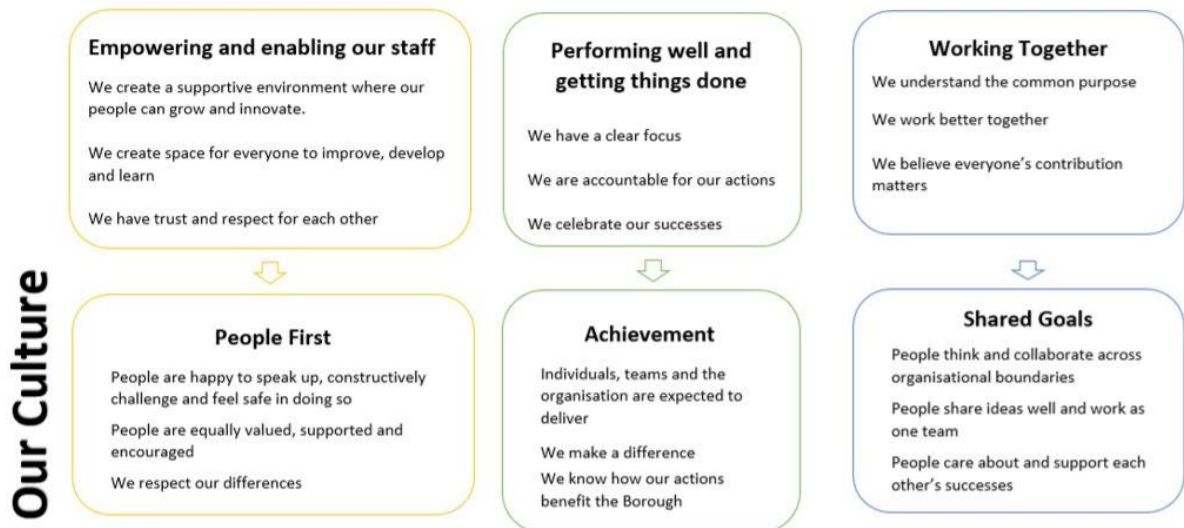 Our Culture
Empowering and enabling our staff
We create a supportive environment where our
people can grow and innovate.
We create space for everyone to improve, develop
and learn
We have trust and respect for each other
Performing well and
getting things done
We have a clear focus
We are accountable for our actions
We celebrate our successes
Working Together
We understand the common purpose
We work better together
We believe everyone's contribution
matters
People First
People are happy to speak up, constructively
challenge and feel safe in doing so
People are equally valued, supported and
encouraged
We respect our differences
Achievement
Individuals, teams and the
organisation are expected to
deliver
We make a difference
We know how our actions
benefit the Borough
Shared Goals
People think and collaborate across
organisational boundaries
People share ideas well and work as
one team
People care about and support each
other's successes